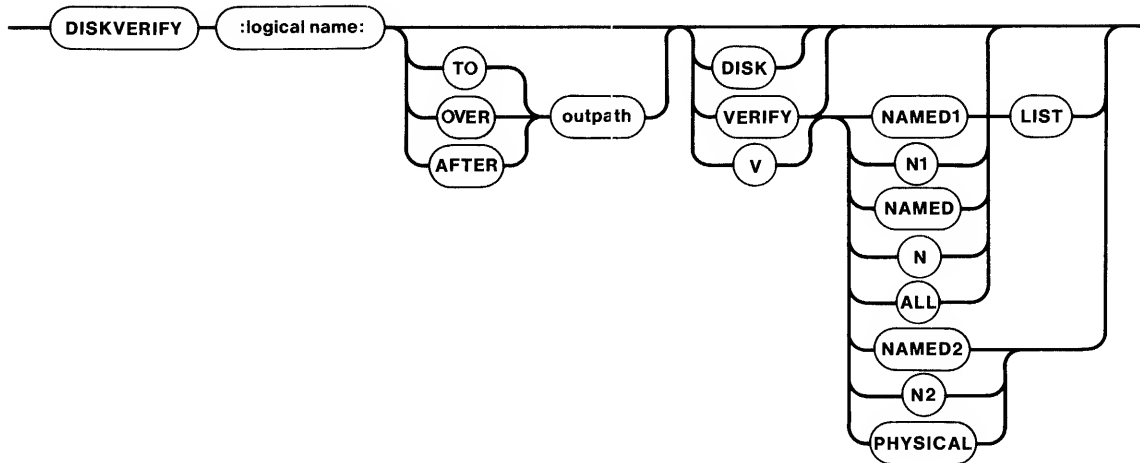 DISKVERIFY :logical name:
TO
OVER outpath
AFTER
DISK
VERIFY
V
NAMED1 LIST
N1
NAMED
N
ALL
NAMED2
N2
PHYSICAL